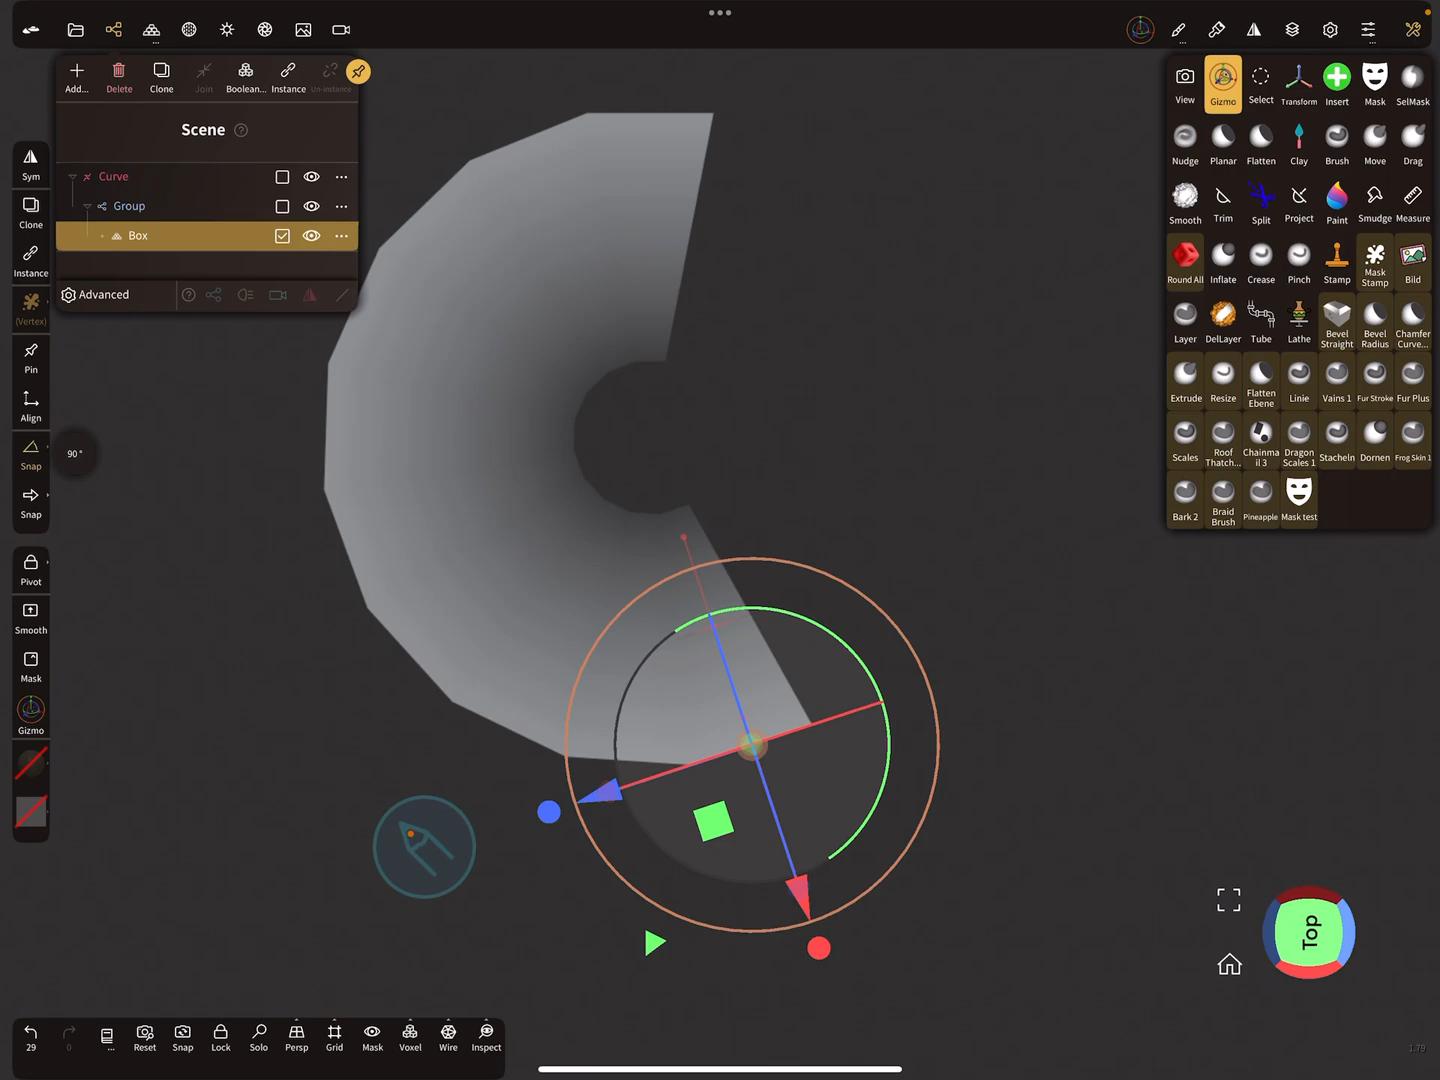 Add...
Delete
Clone
Join
Boolean...
Instance
Un-instance
Scene
Curve
Group
Box
Advanced
Sym
Clone
Instance
(Vertex)
Pin
Align
Snap
90°
Snap
Pivot
Smooth
Mask
Gizmo
View
Gizmo
Select
Transform
Insert
Mask
SelMask
Nudge
Planar
Flatten
Clay
Brush
Move
Drag
Smooth
Trim
Split
Project
Paint
Smudge
Measure
Round All
Inflate
Crease
Pinch
Stamp
Mask
Stamp
Bild
Layer
DelLayer
Tube
Lathe
Bevel
Straight
Bevel
Radius
Chamfer
Curve...
Extrude
Resize
Flatten
Ebene
Linie
Vains 1
Fur Stroke
Fur Plus
Scales
Roof
Thatch...
Chainma
il 3
Dragon
Scales 1
Stacheln
Dornen
Frog Skin 1
Bark 2
Braid
Brush
Pineapple
Mask test
Top
29
0
Reset
Snap
Lock
Solo
Persp
Grid
Mask
Voxel
Wire
Inspect
1.79